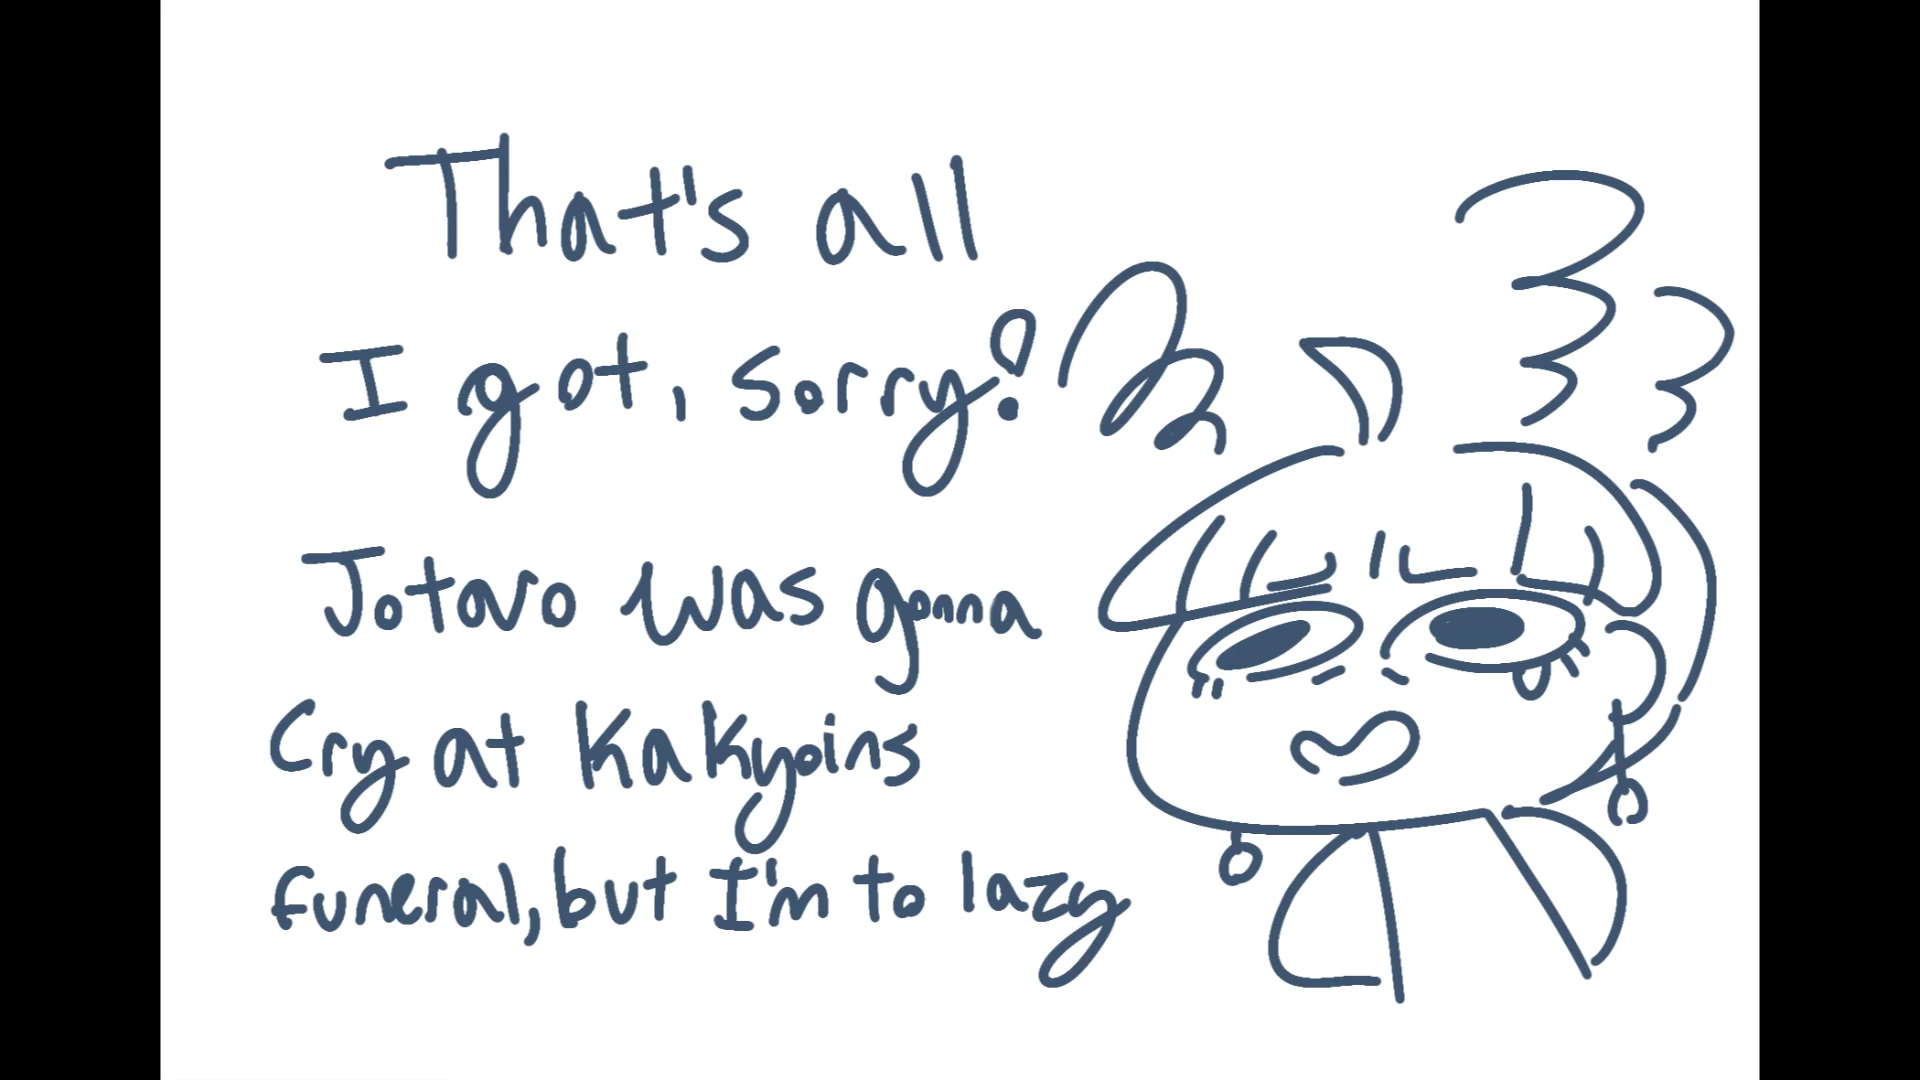 That's all
I got, sorry!
Jotaro was gonna
Cry at Kakyoins
funeral, but I'm to lazy